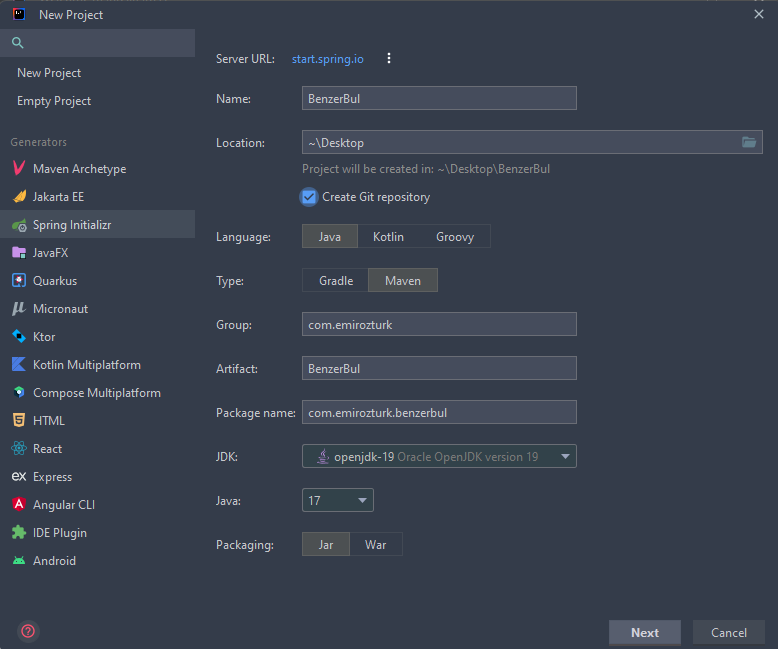 New Project
New Project
Empty Project
Generators
Maven Archetype
Jakarta EE
Spring Initializr
JavaFX
Quarkus
Micronaut
Ktor
Kotlin Multiplatform
Compose Multiplatform
HTML
React
Express
Angular CLI
IDE Plugin
Android
Server URL: start.spring.io
Name: BenzerBul
Location: ~\Desktop
Project will be created in: ~\Desktop\BenzerBul
Create Git repository
Language: Java Kotlin Groovy
Type: Gradle Maven
Group: com.emirozturk
Artifact: BenzerBul
Package name: com.emirozturk.benzerbul
JDK: openjdk-19 Oracle OpenJDK version 19
Java: 17
Packaging: Jar War
Next Cancel